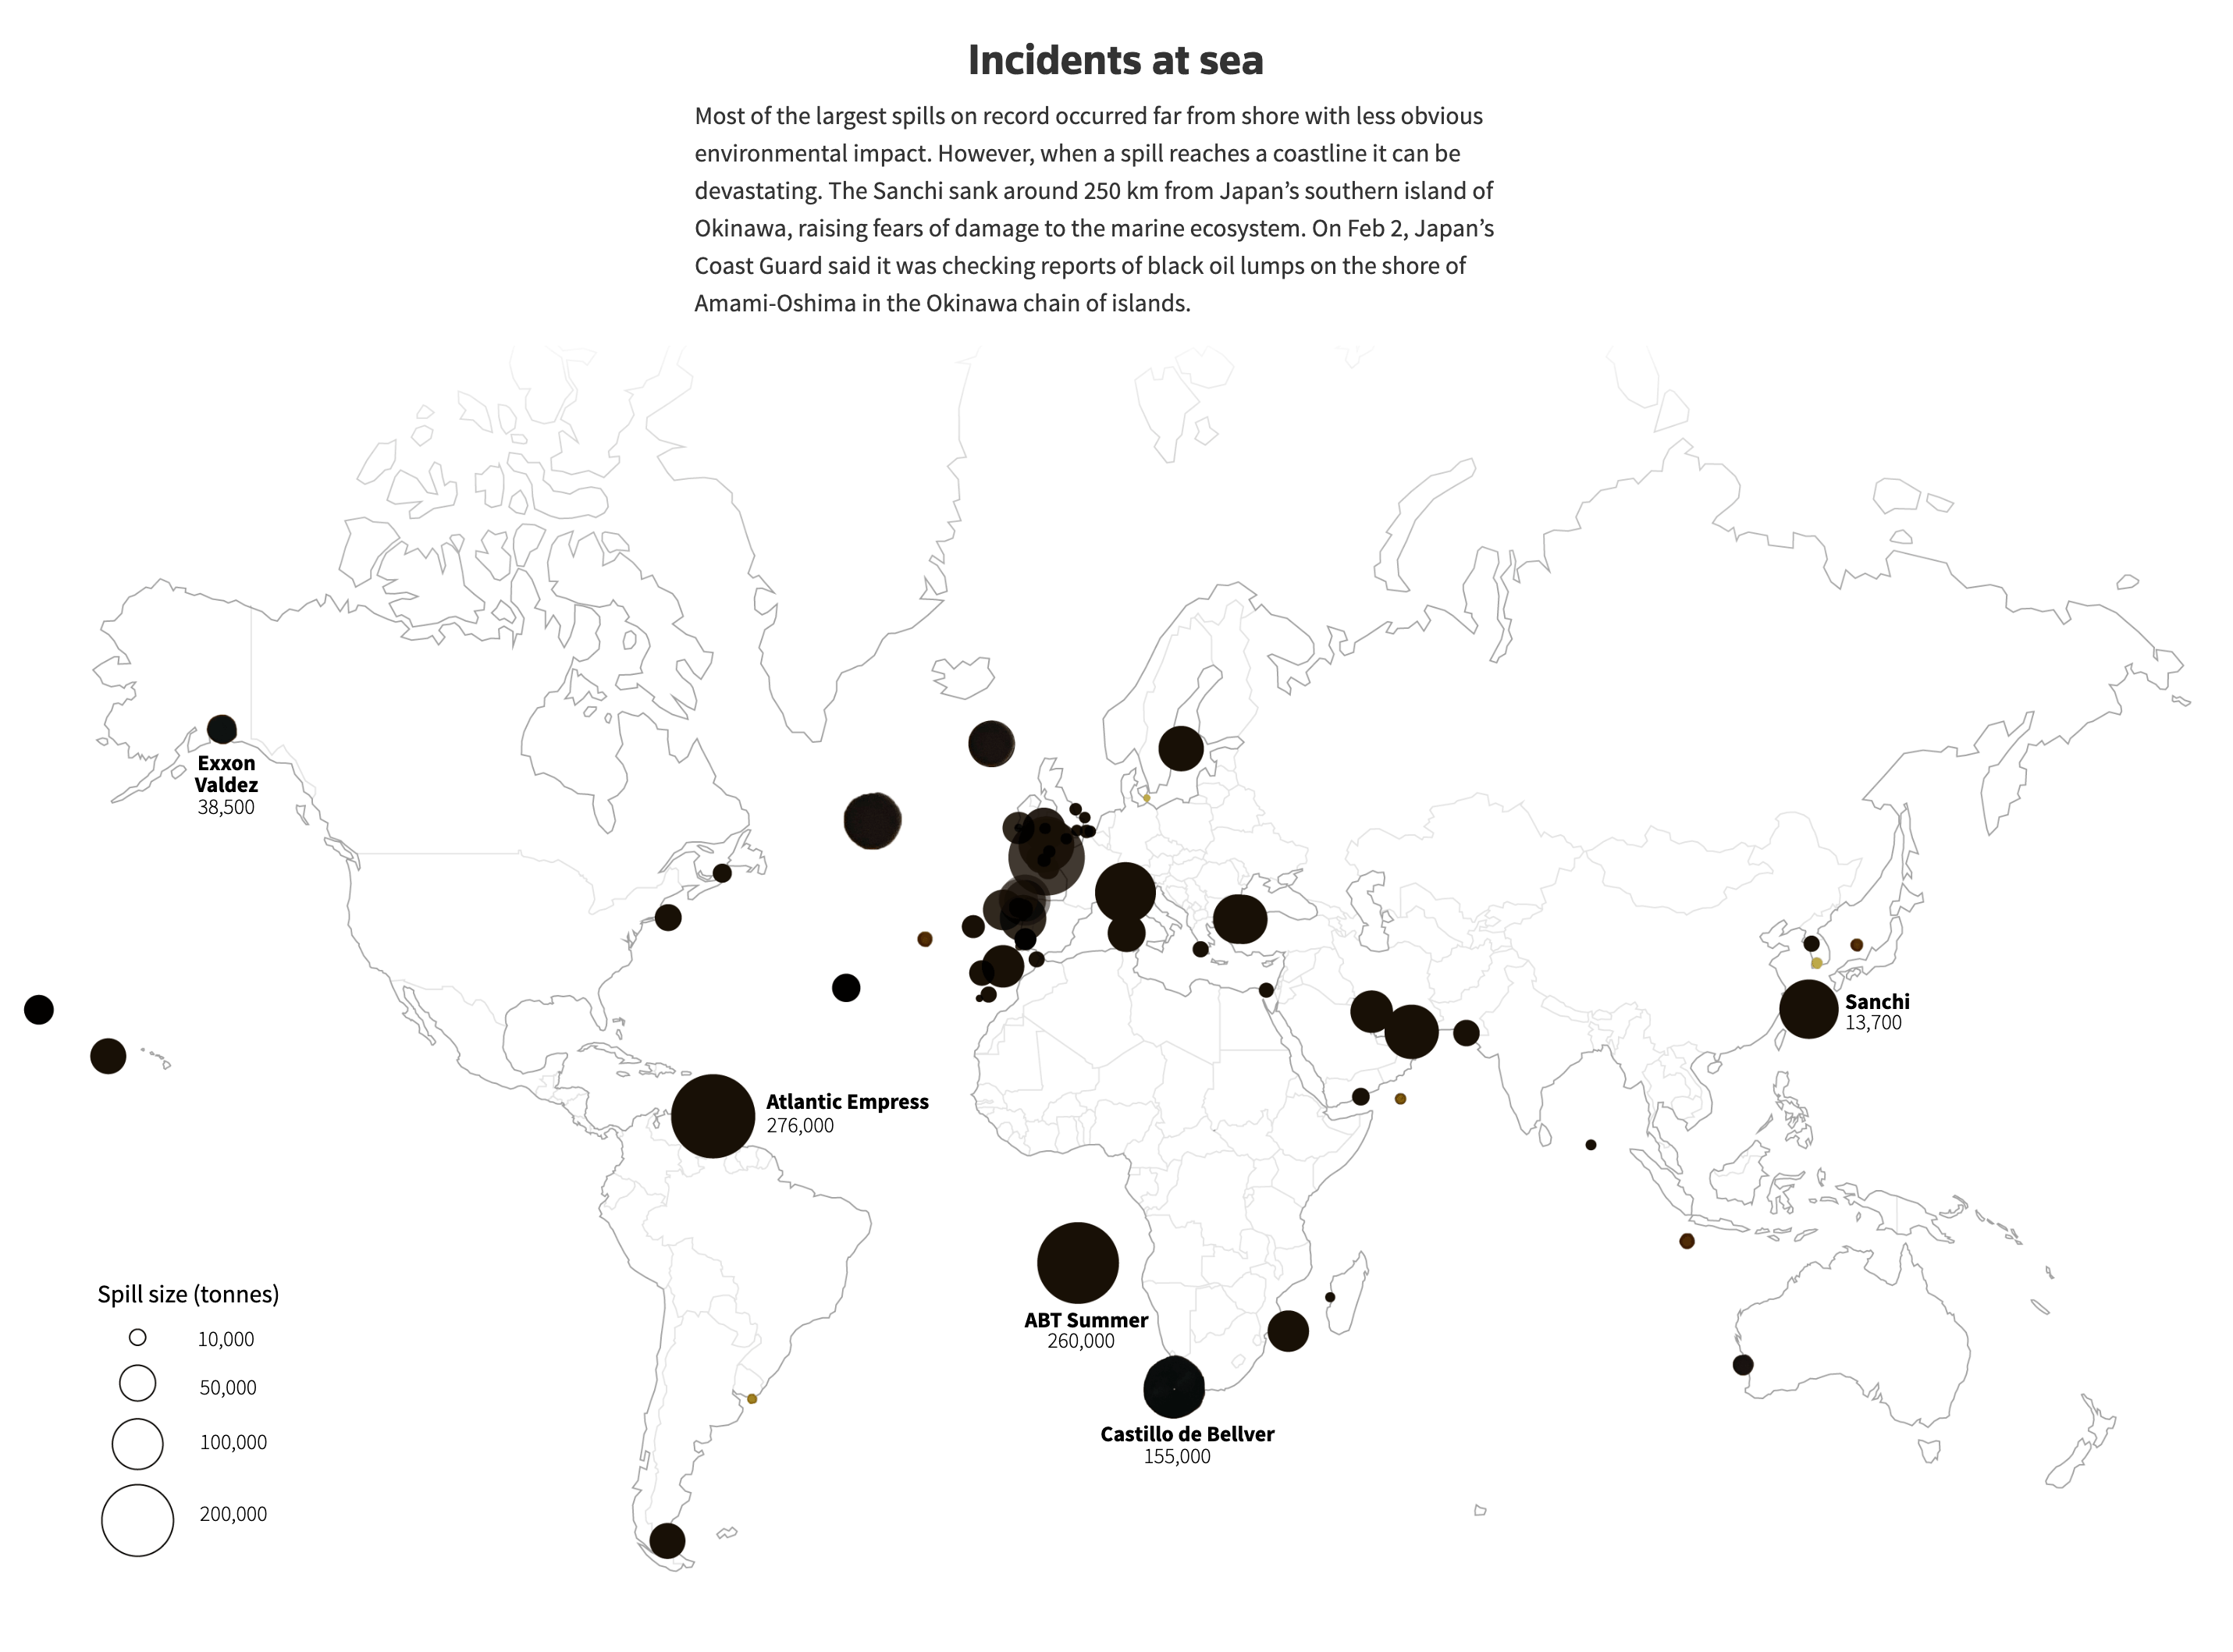 Incidents at sea
Most of the largest spills on record occurred far from shore with less obvious
environmental impact. However, when a spill reaches a coastline it can be
devastating. The Sanchi sank around 250 km from Japan’s southern island of
Okinawa, raising fears of damage to the marine ecosystem. On Feb 2, Japan’s
Coast Guard said it was checking reports of black oil lumps on the shore of
Amami-Oshima in the Okinawa chain of islands.
Exxon
Valdez
38,500
Sanchi
13,700
Atlantic Empress
276,000
ABT Summer
260,000
Castillo de Bellver
155,000
Spill size (tonnes)
10,000
50,000
100,000
200,000